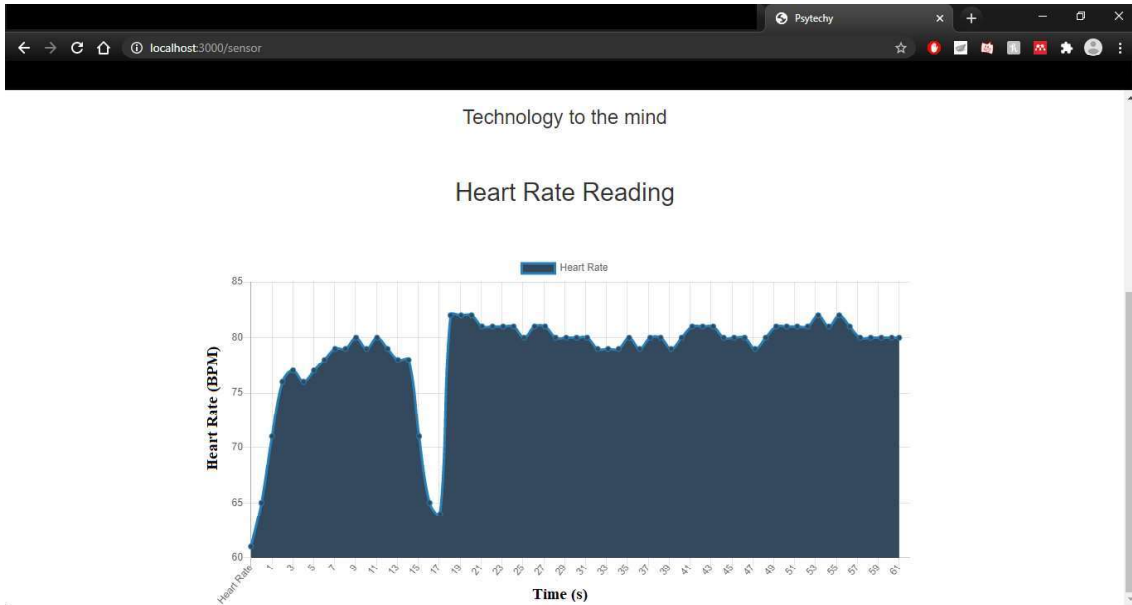 Psytechy
localhost:3000/sensor
Technology to the mind
Heart Rate Reading
Heart Rate
85
80
75
70
65
60
Heart Rate (BPM)
Heart Rate 1 3 5 7 9 11 13 15 17 19 21 23 25 27 29 31 33 35 37 39 41 43 45 47 49 51 53 55 57 59 61
Time (s)